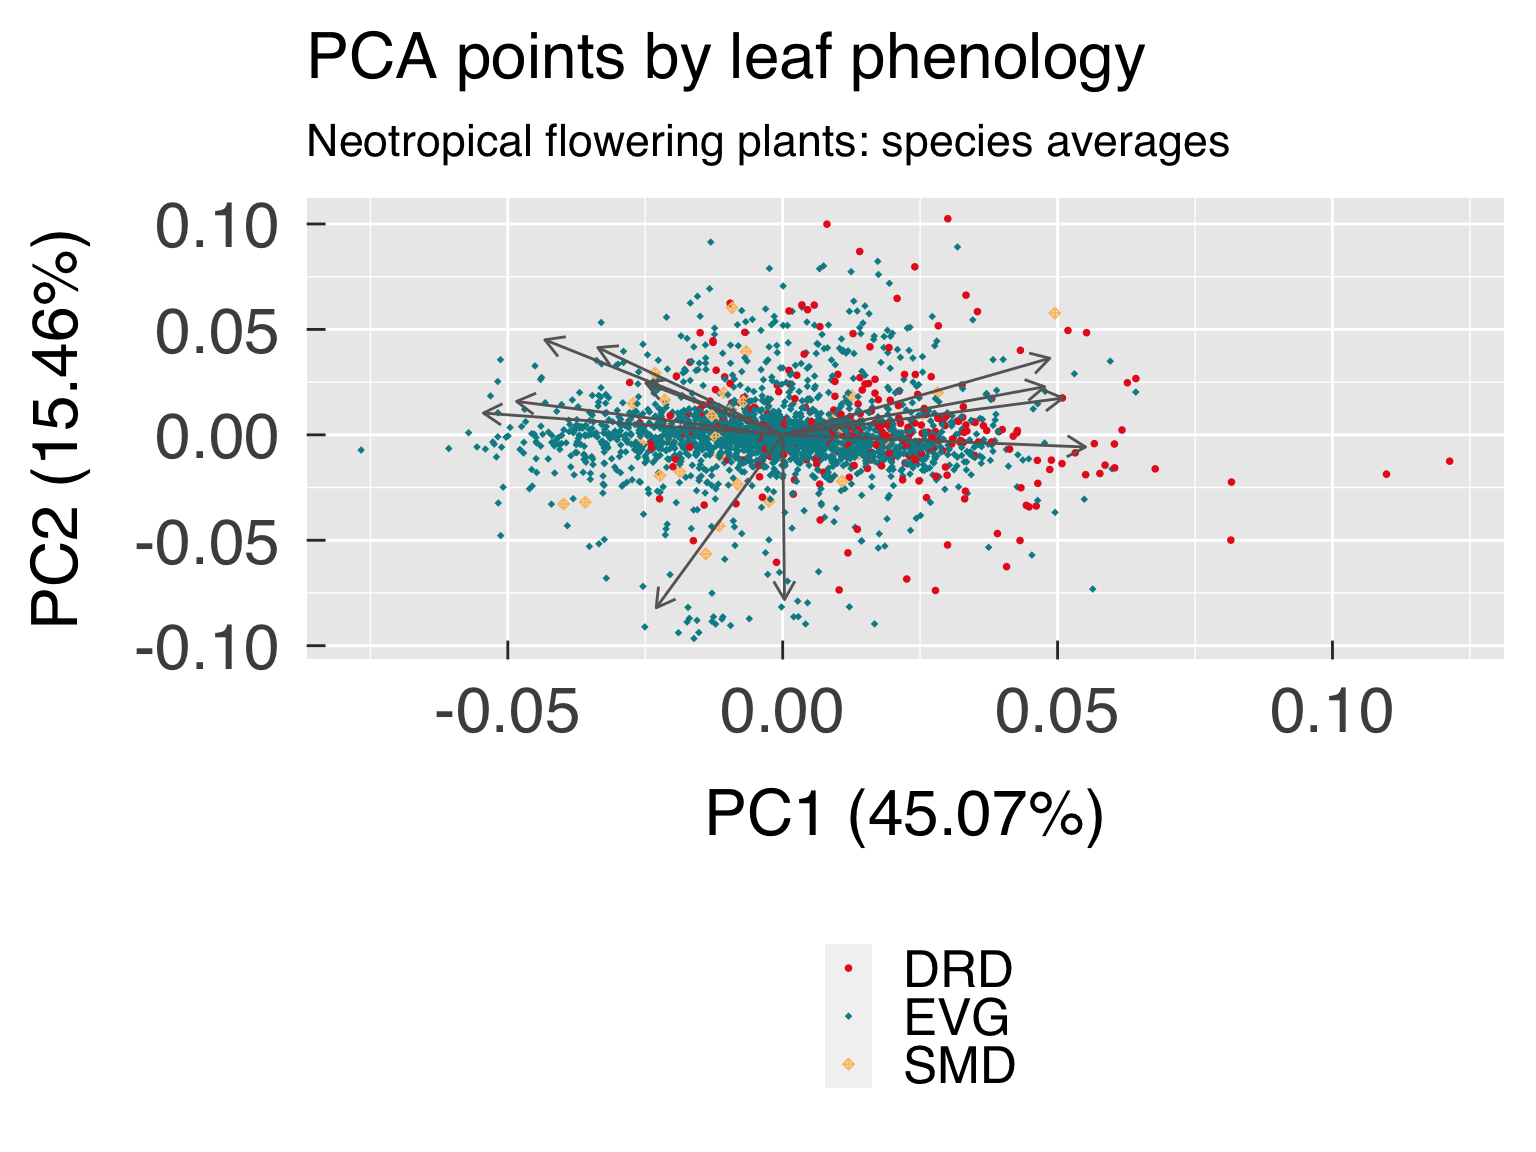 PCA points by leaf phenology
Neotropical flowering plants: species averages
PC2 (15.46%)
0.10
0.05
0.00
-0.05
-0.10
-0.05 0.00 0.05 0.10
PC1 (45.07%)
DRD
EVG
SMD